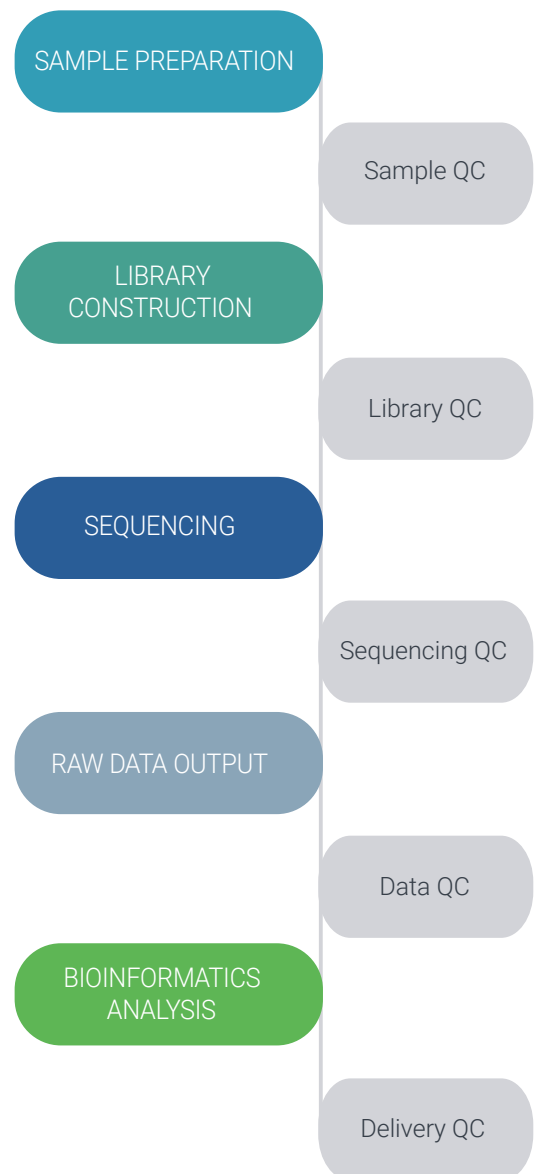 SAMPLE PREPARATION
Sample QC
LIBRARY
CONSTRUCTION
Library QC
SEQUENCING
Sequencing QC
RAW DATA OUTPUT
Data QC
BIOINFORMATICS
ANALYSIS
Delivery QC